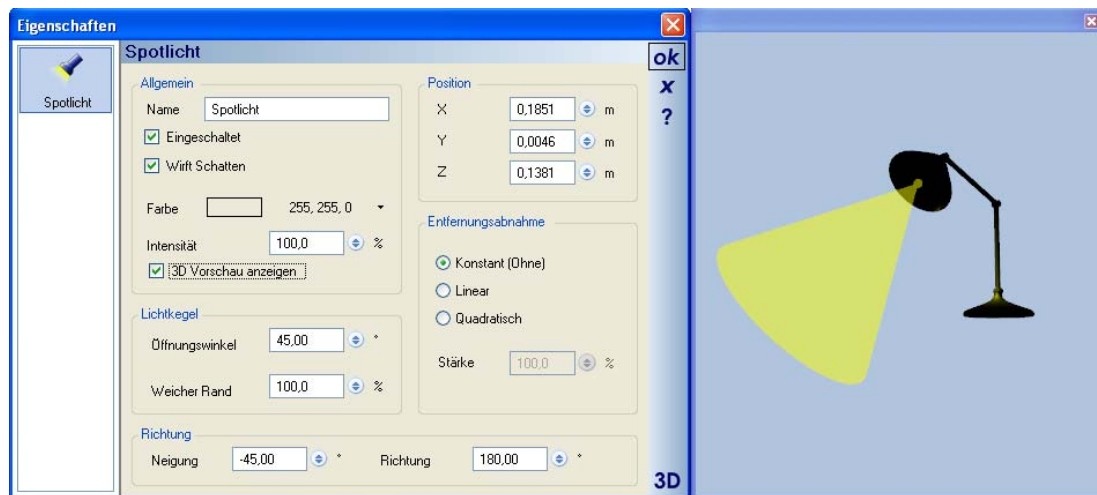 Eigenschaften
Spotlicht
Spotlicht
ok
x
?
Allgemein
Name Spotlicht
Eingeschaltet
Wirft Schatten
Farbe 255, 255, 0
Intensität 100,0 %
3D Vorschau anzeigen
Position
X 0,1851 m
Y 0,0046 m
Z 0,1381 m
Entfernungsabnahme
Konstant (Ohne)
Linear
Quadratisch
Stärke 100,0 %
Lichtkegel
Öffnungswinkel 45,00 °
Weicher Rand 100,0 %
Richtung
Neigung -45,00 ° Richtung 180,00 °
3D